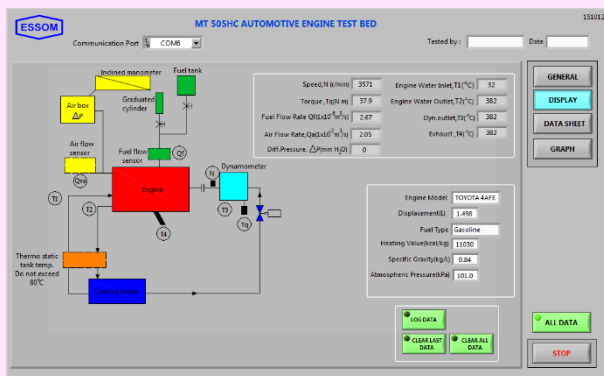 151012
ESSOM
MT 505HC AUTOMOTIVE ENGINE TEST BED
Communication Port COM6
Tested by :
Date
Inclined manometer
Fuel tank
Air box
△P
Graduated
cylinder
Air flow
sensor
Qva
Fuel flow
sensor
Qf
Engine
N
Dynamometer
T1
T2
T3
T4
Tq
Thermo static
tank temp.
Do not exceed
80°C
Speed,N (r/min) 3571
Torque ,Tq(N m) 37.9
Fuel Flow Rate Qf(1x10⁻⁶m³/s) 2.67
Air Flow Rate,Qa(1x10⁻²m³/s) 2.05
Diff.Pressure, △P(mm H₂O) 0
Engine Water Inlet,T1(°C) 32
Engine Water Outlet,T2(°C) 382
Dyn.outlet,T3(°C) 382
Exhaust ,T4(°C) 382
Engine Model TOYOTA 4AFE
Displacement(L) 1.498
Fuel Type Gasoline
Heating Value(kcal/kg) 11030
Specific Gravity(kg/L) 0.84
Atmospheric Pressure(kPa) 101.0
LOG DATA
CLEAR LAST
DATA
CLEAR ALL
DATA
GENERAL
DISPLAY
DATA SHEET
GRAPH
ALL DATA
STOP